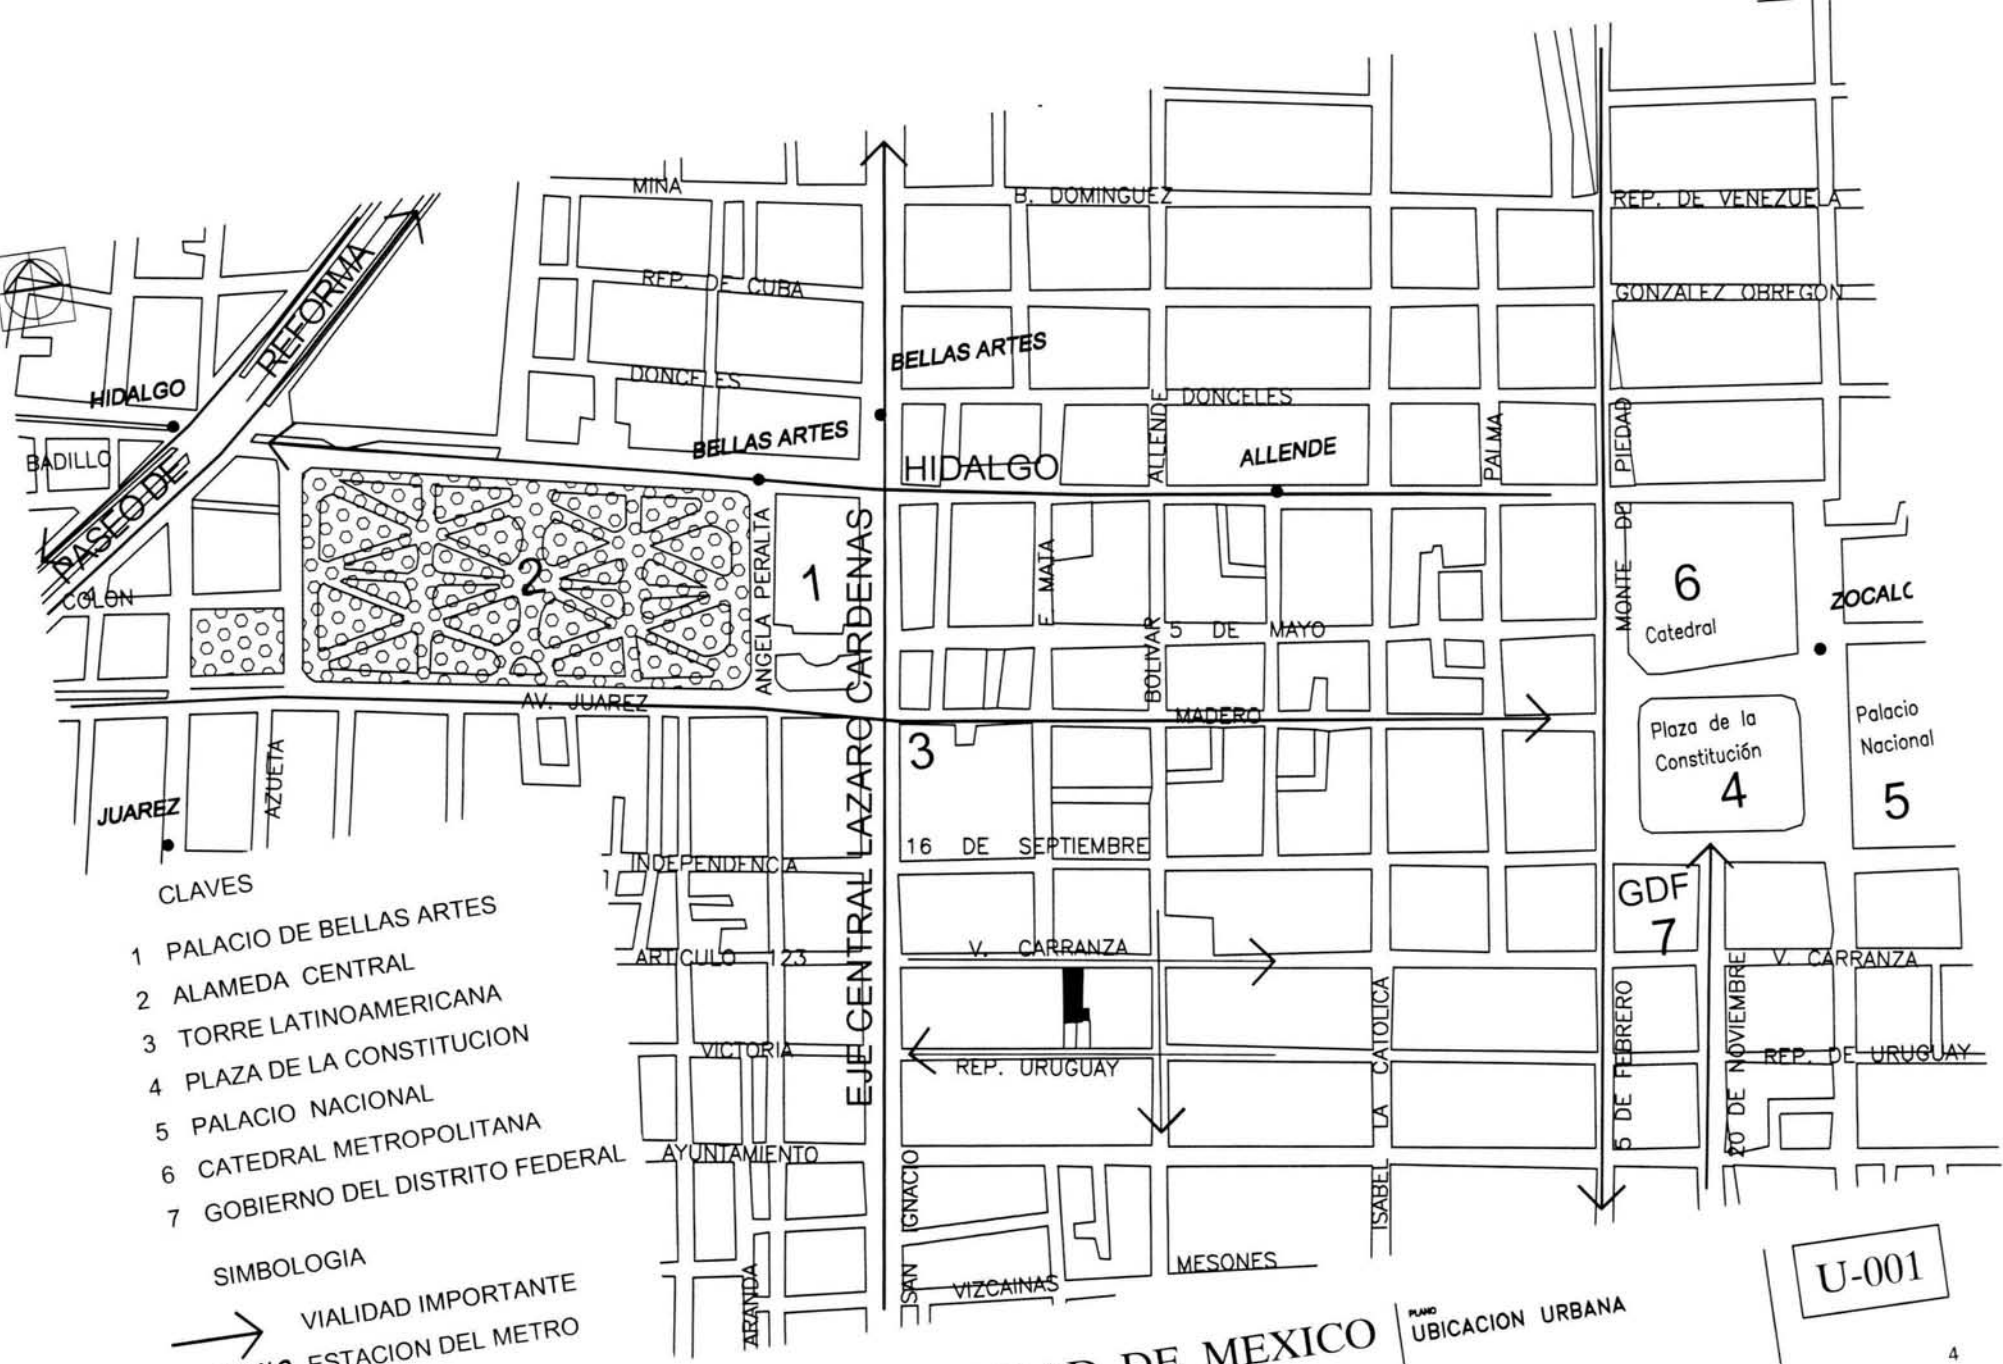 MINA
B. DOMINGUEZ
REP. DE VENEZUELA
REFORMA
REP. DE CUBA
GONZALEZ OBREGON
BELLAS ARTES
HIDALGO
DONCELES
ALLENDE
DONCELES
PIEDAD
BADILLO
BELLAS ARTES
HIDALGO
ALLENDE
PALMA
PASEO DE
ANGELA PERALTA
EJE CENTRAL LAZARO CARDENAS
E. MATA
MONTE DE
2
1
6
Catedral
ZOCALO
COLON
BOLIVAR
5 DE MAYO
AV. JUAREZ
MADERO
Plaza de la
Constitución
4
Palacio
Nacional
5
3
AZUETA
JUAREZ
16 DE SEPTIEMBRE
INDEPENDENCIA
GDF
7
V. CARRANZA
ARTICULO 123
V. CARRANZA
ISABEL LA CATOLICA
5 DE FEBRERO
20 DE NOVIEMBRE
VICTORIA
REP. URUGUAY
REP. DE URUGUAY
AYUNTAMIENTO
SAN IGNACIO
ARANDA
VIZCAINAS
MESONES
CLAVES
1 PALACIO DE BELLAS ARTES
2 ALAMEDA CENTRAL
3 TORRE LATINOAMERICANA
4 PLAZA DE LA CONSTITUCION
5 PALACIO NACIONAL
6 CATEDRAL METROPOLITANA
7 GOBIERNO DEL DISTRITO FEDERAL
SIMBOLOGIA
VIALIDAD IMPORTANTE
ESTACION DEL METRO
DE MEXICO
PLANO
UBICACION URBANA
U-001
4